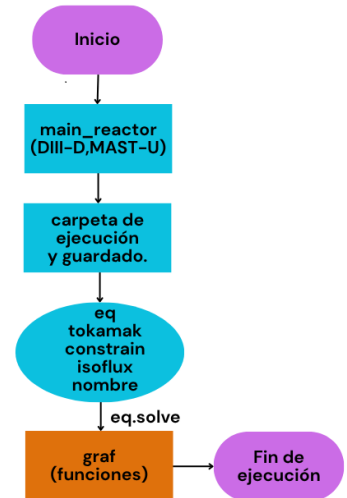 Inicio
main_reactor
(DIII-D,MAST-U)
carpeta de
ejecución
y guardado.
eq
tokamak
constrain
isoflux
nombre
eq.solve
graf
(funciones)
Fin de
ejecución